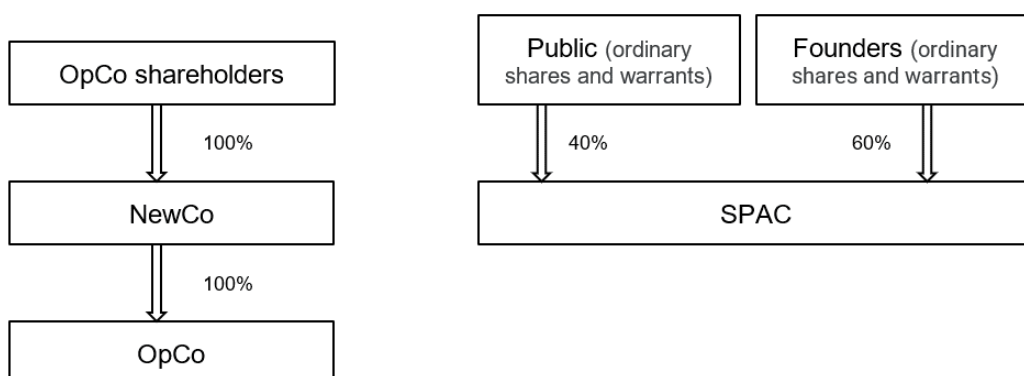 OpCo shareholders
100%
NewCo
100%
OpCo
Public (ordinary
shares and warrants)
Founders (ordinary
shares and warrants)
40%
60%
SPAC